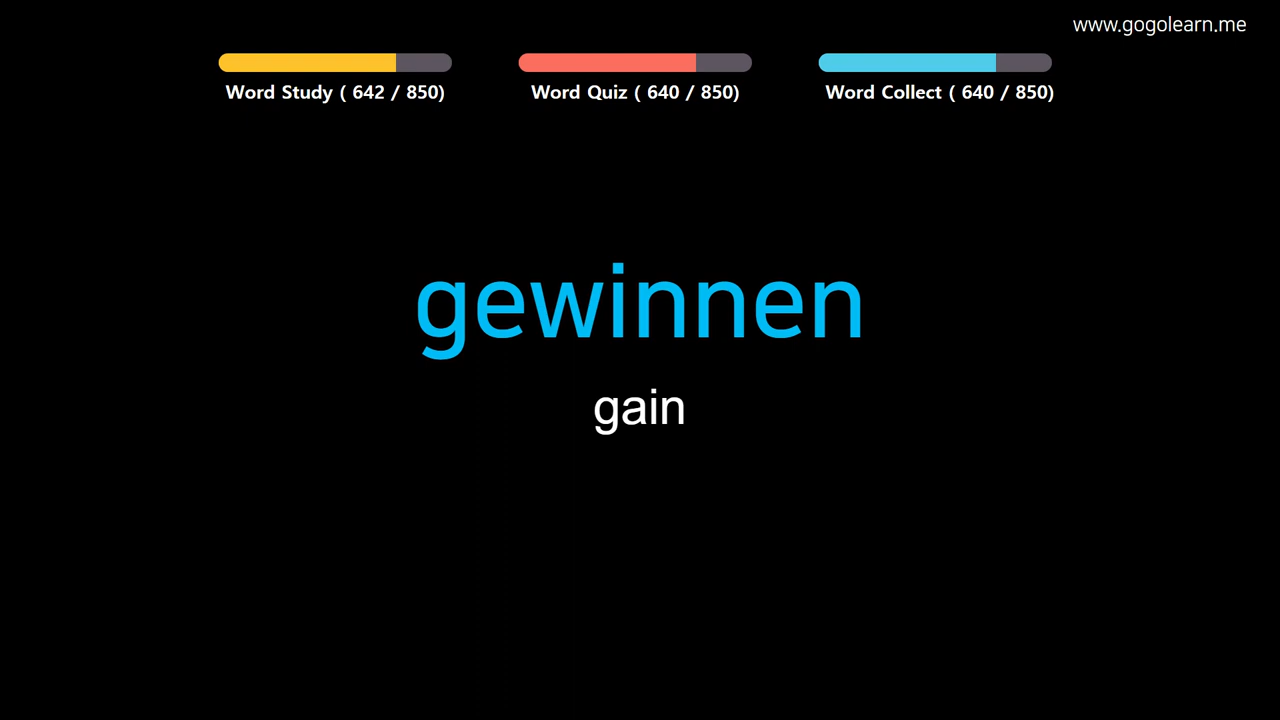 www.gogolearn.me
Word Study ( 642 / 850)
Word Quiz ( 640 / 850)
Word Collect ( 640 / 850)
gewinnen
gain